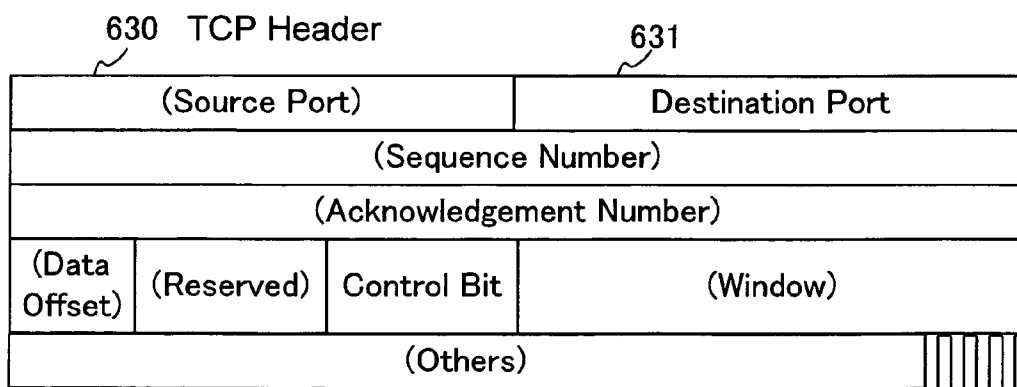 630 TCP Header
631
(Source Port)
Destination Port
(Sequence Number)
(Acknowledgement Number)
(Data
Offset)
(Reserved)
Control Bit
(Window)
(Others)